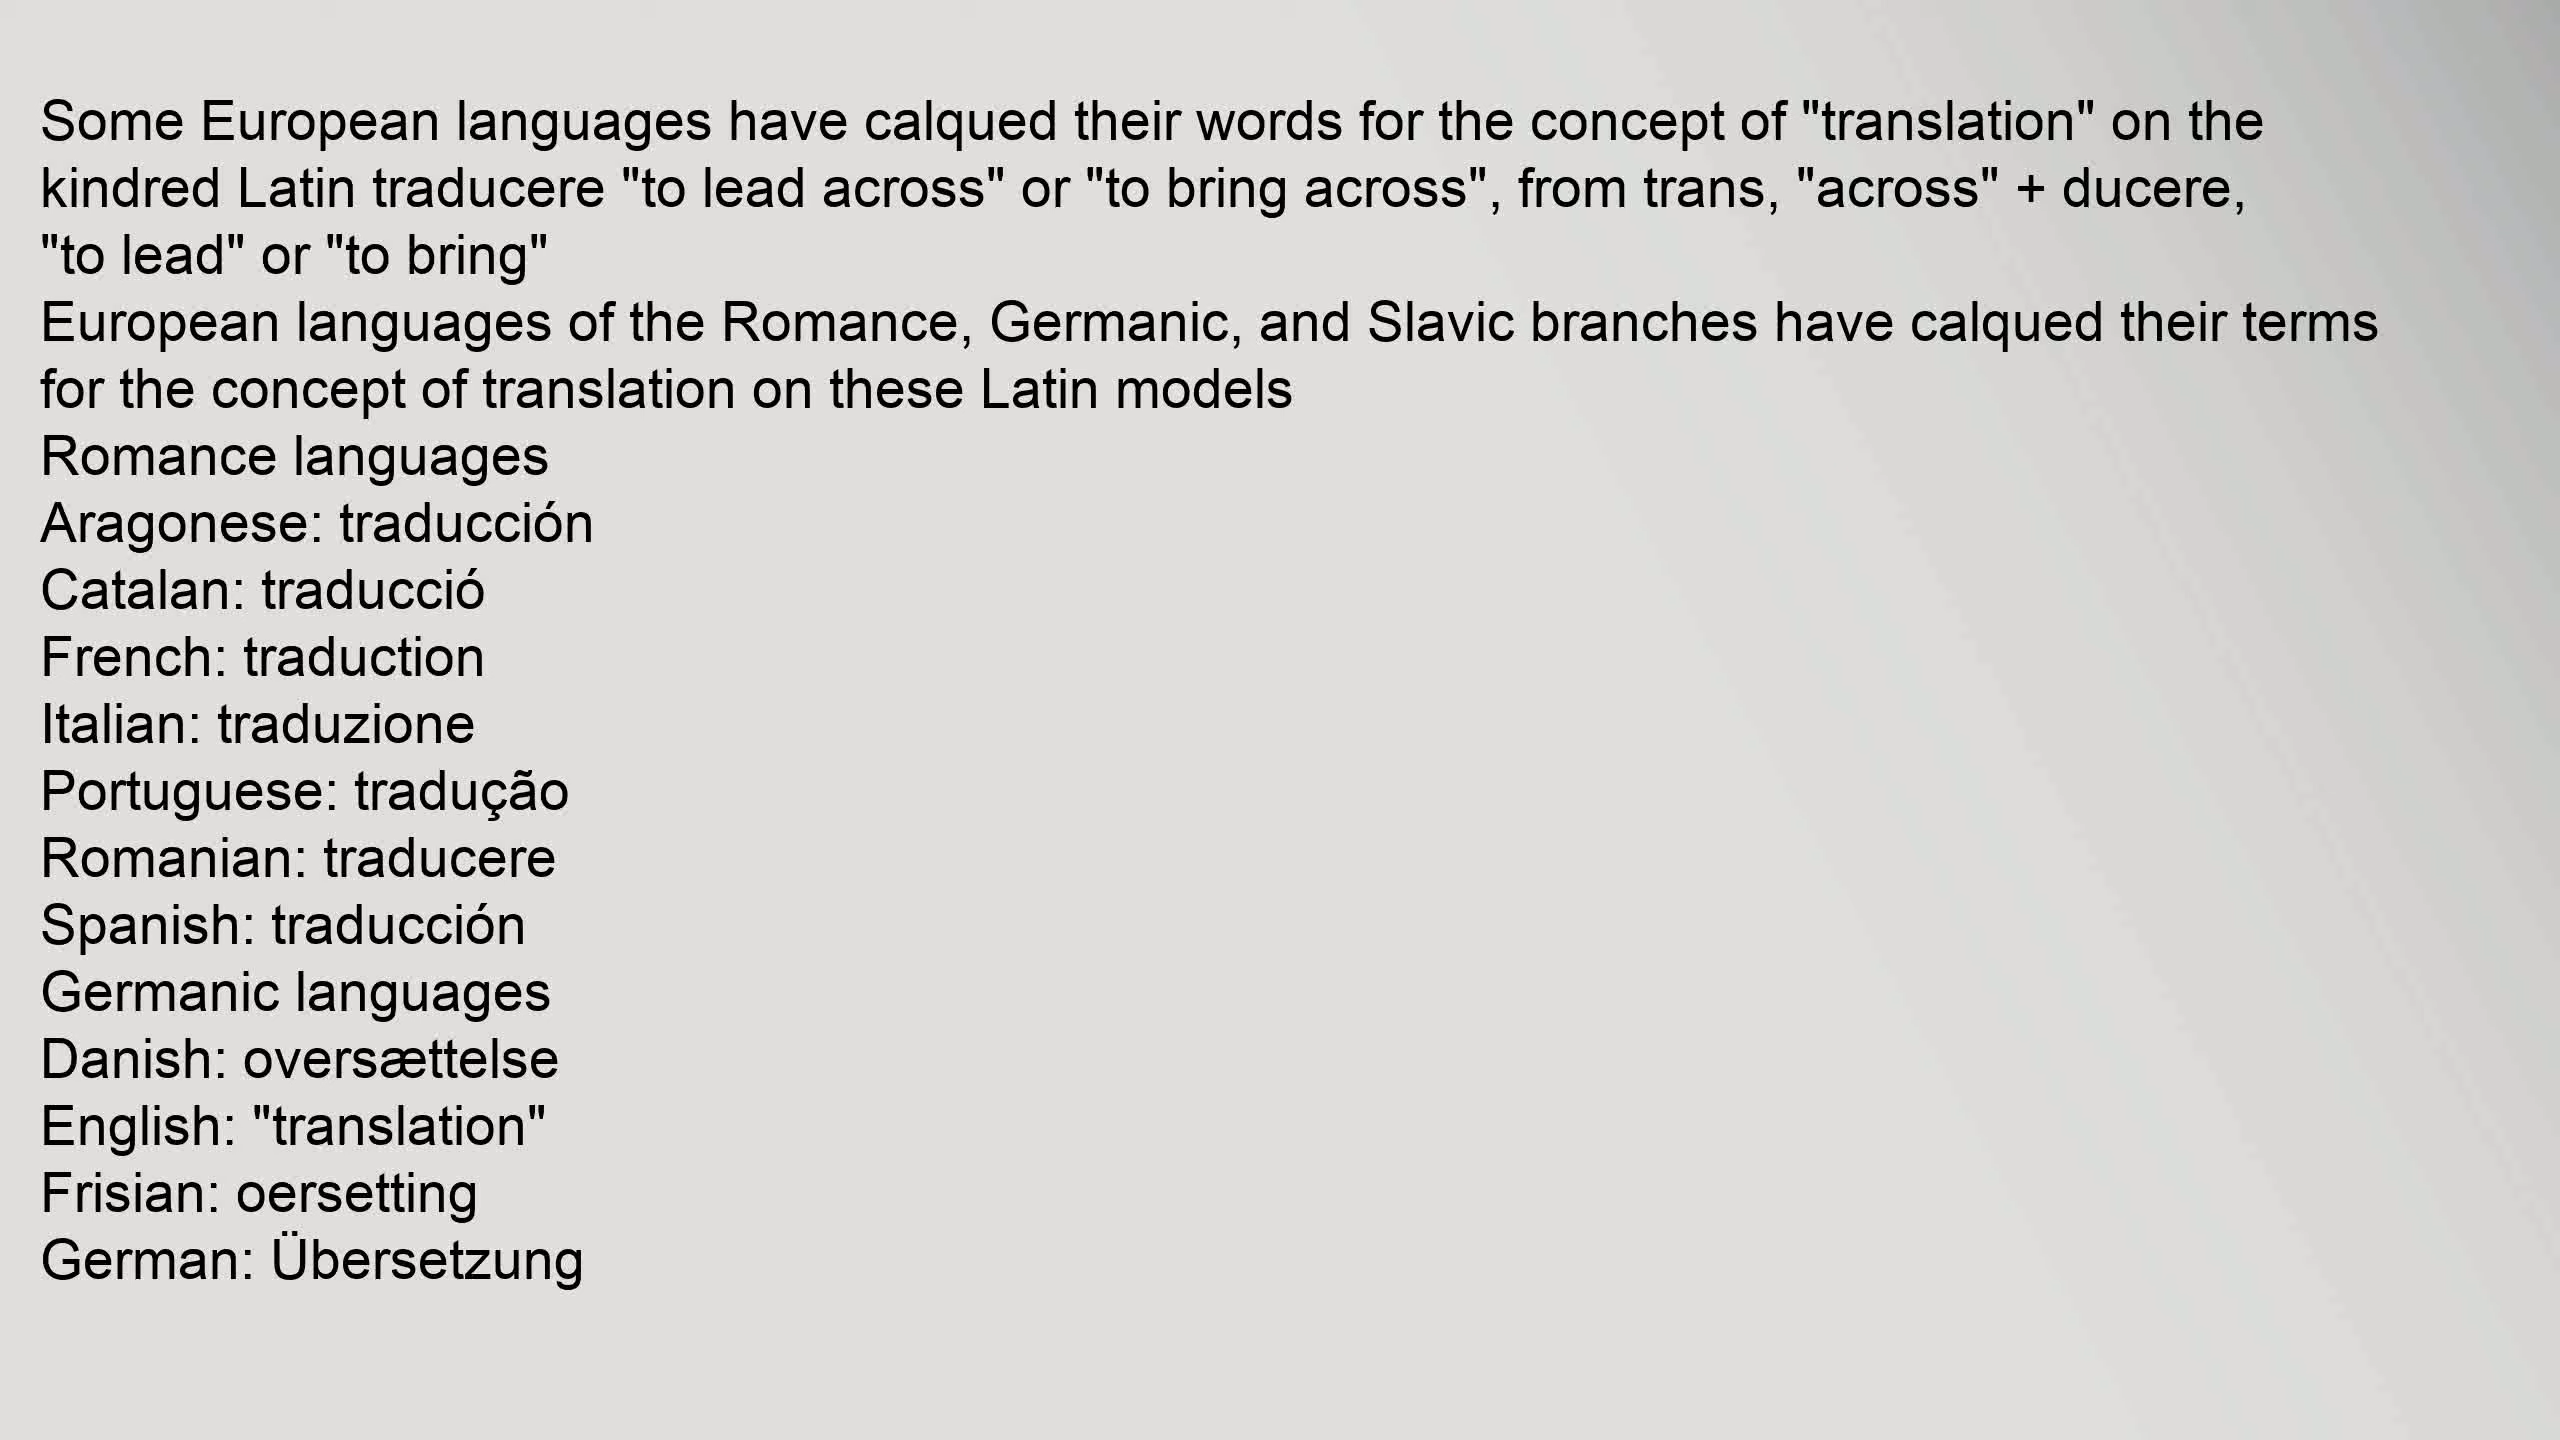 Some European languages have calqued their words for the concept of "translation" on the
kindred Latin traducere "to lead across" or "to bring across", from trans, "across" + ducere,
"to lead" or "to bring"
European languages of the Romance, Germanic, and Slavic branches have calqued their terms
for the concept of translation on these Latin models
Romance languages
Aragonese: traducción
Catalan: traducció
French: traduction
Italian: traduzione
Portuguese: tradução
Romanian: traducere
Spanish: traducción
Germanic languages
Danish: oversættelse
English: "translation"
Frisian: oersetting
German: Übersetzung